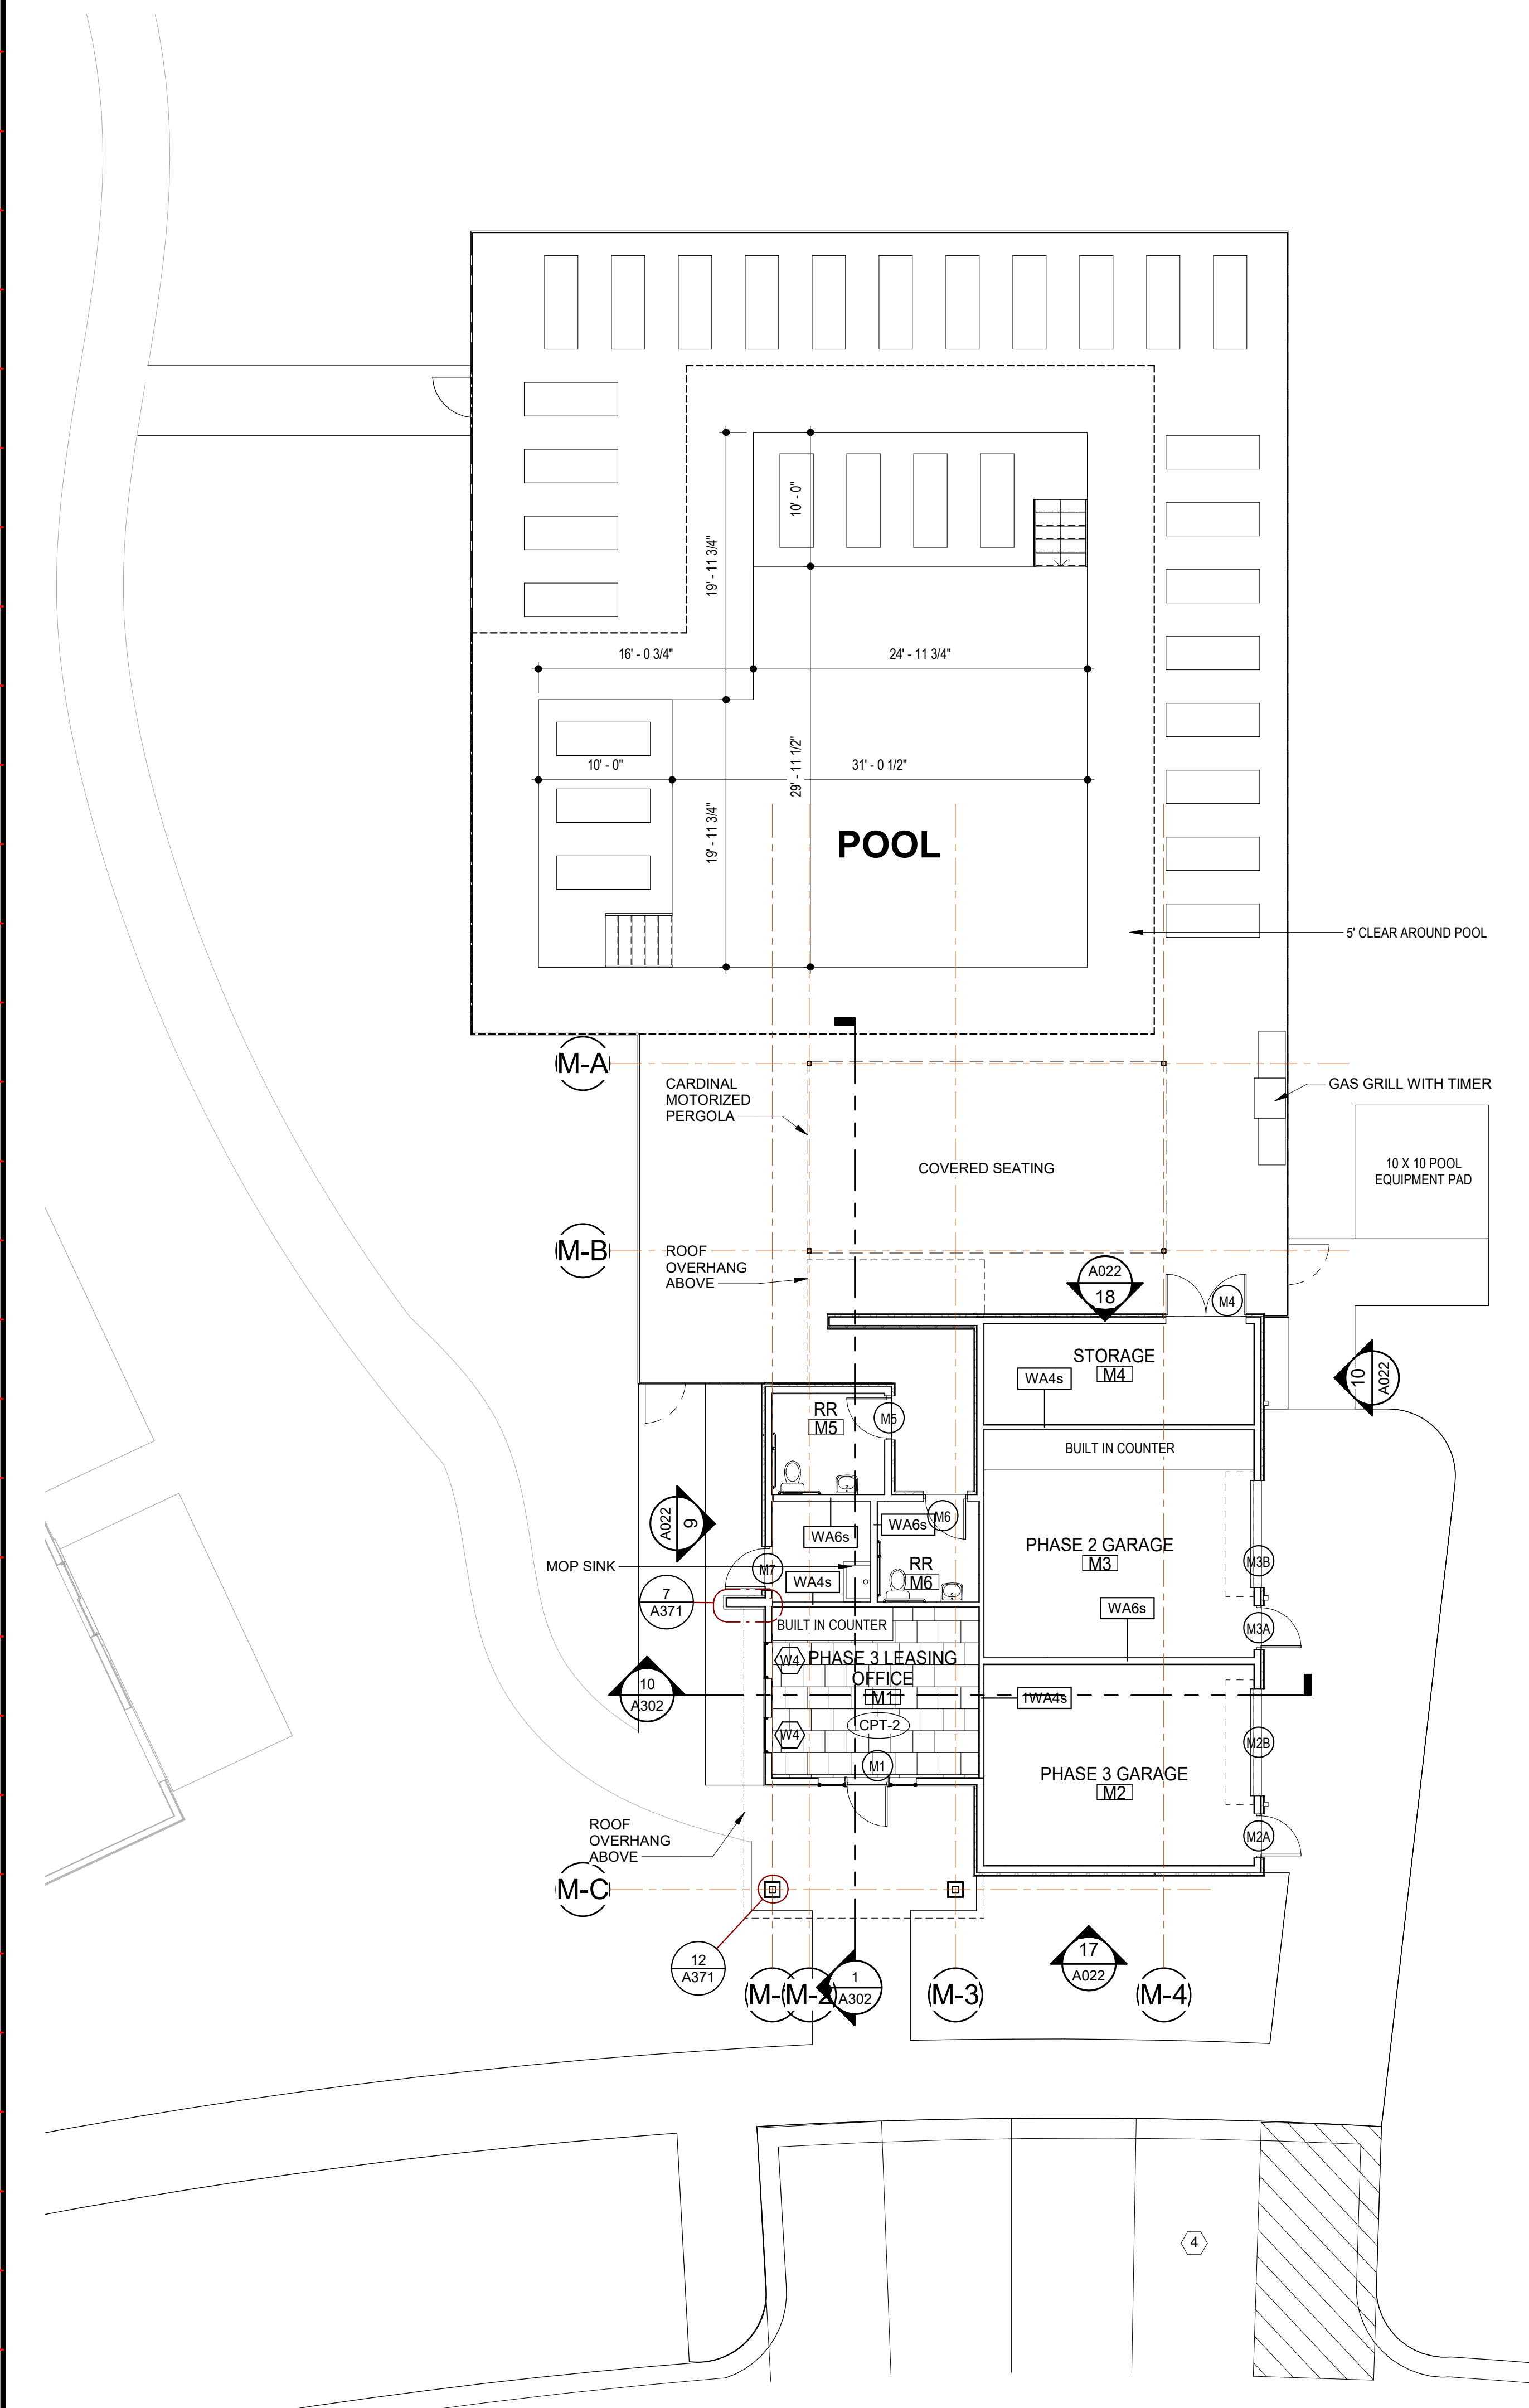 10' - 0"
19' - 11 3/4"
16' - 0 3/4"
24' - 11 3/4"
10' - 0"
29' - 11 1/2"
31' - 0 1/2"
19' - 11 3/4"
POOL
5' CLEAR AROUND POOL
M-A
CARDINAL
MOTORIZED
PERGOLA
GAS GRILL WITH TIMER
COVERED SEATING
10 X 10 POOL
EQUIPMENT PAD
M-B
ROOF
OVERHANG
ABOVE
A022
18
M4
STORAGE
M4
WA4s
10
A022
RR
M5
M5
BUILT IN COUNTER
A022
9
WA6s
WA6s
M6
PHASE 2 GARAGE
M3
M3B
MOP SINK
M7
WA4s
RR
M6
7
A371
WA6s
M3A
BUILT IN COUNTER
W4
PHASE 3 LEASING
OFFICE
M1
10
A302
1WA4s
CPT-2
W4
M2B
M1
PHASE 3 GARAGE
M2
ROOF
OVERHANG
ABOVE
M2A
M-C
12
A371
17
A022
M-
M-2
1
A302
M-3
M-4
4